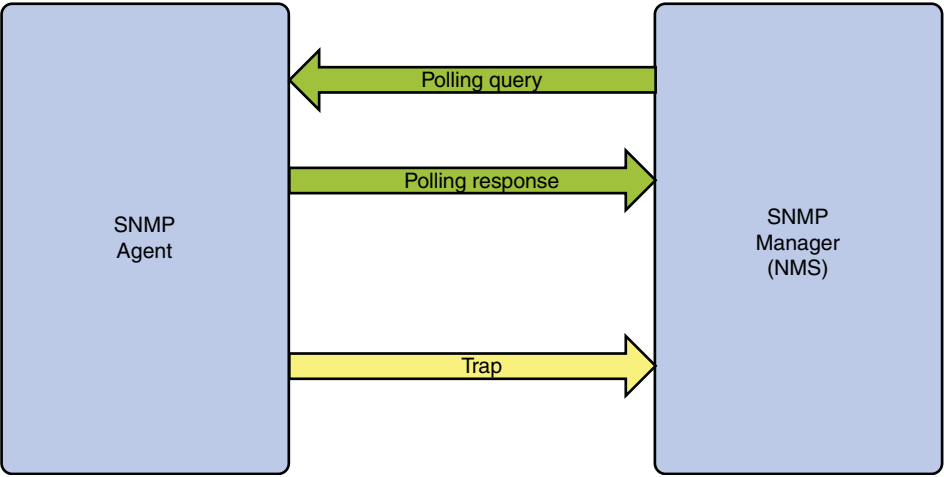 Polling query
Polling response
SNMP
Agent
SNMP
Manager
(NMS)
Trap